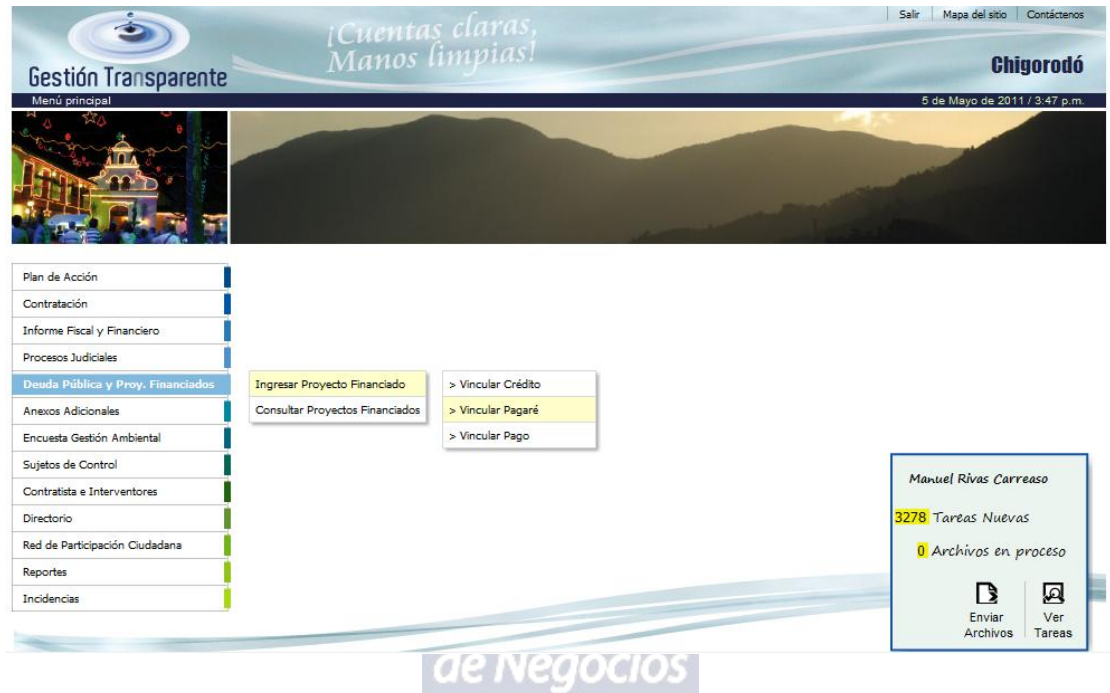 Salir | Mapa del sitio | Contáctenos
¡Cuentas claras,
Manos limpias!
Gestión Transparente
Chigorodó
Menú principal
5 de Mayo de 2011 / 3:47 p.m.
Plan de Acción
Contratación
Informe Fiscal y Financiero
Procesos Judiciales
Deuda Pública y Proy. Financiados
Ingresar Proyecto Financiado
> Vincular Crédito
Anexos Adicionales
Consultar Proyectos Financiados
> Vincular Pagaré
Encuesta Gestión Ambiental
> Vincular Pago
Sujetos de Control
Contratista e Interventores
Directorio
Red de Participación Ciudadana
Reportes
Incidencias
Manuel Rivas Carreaso
3278 Tareas Nuevas
0 Archivos en proceso
Enviar
Archivos
Ver
Tareas
de Negocios